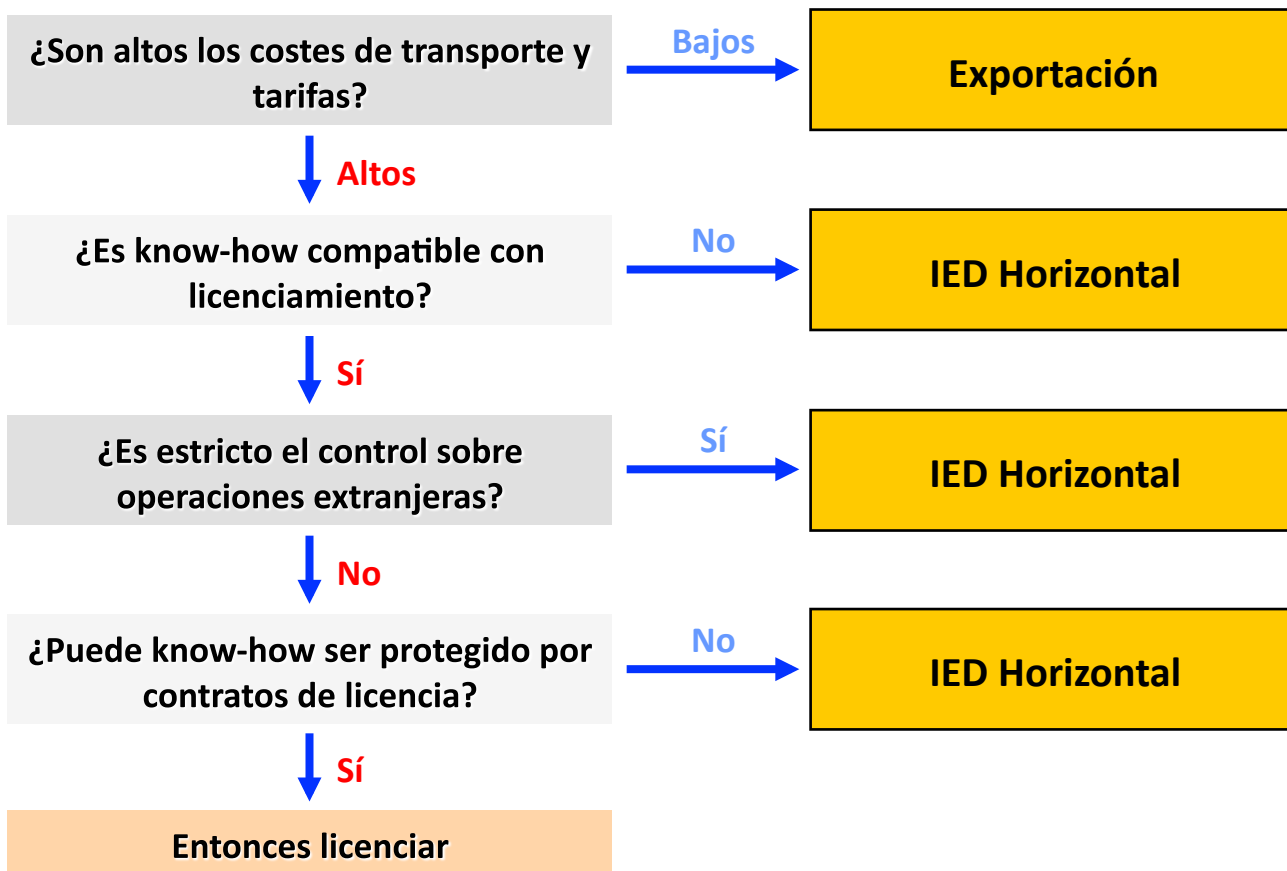 ¿Son altos los costes de transporte y
tarifas?
Bajos
Exportación
Altos
¿Es know-how compatible con
licenciamiento?
No
IED Horizontal
Sí
¿Es estricto el control sobre
operaciones extranjeras?
Sí
IED Horizontal
No
¿Puede know-how ser protegido por
contratos de licencia?
No
IED Horizontal
Sí
Entonces licenciar